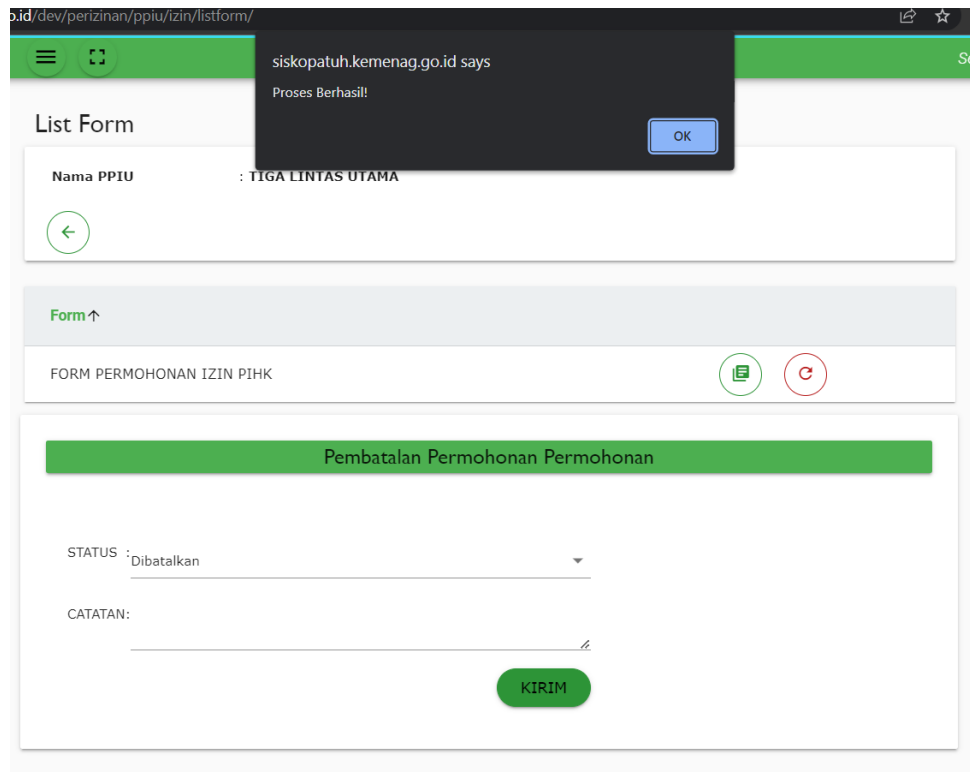 o.id/dev/perizinan/ppiu/izin/listform/
siskopatuh.kemenag.go.id says
Proses Berhasil!
OK
Se
List Form
Nama PPIU : TIGA LINTAS UTAMA
Form
FORM PERMOHONAN IZIN PIHK
Pembatalan Permohonan Permohonan
STATUS : Dibatalkan
CATATAN:
KIRIM